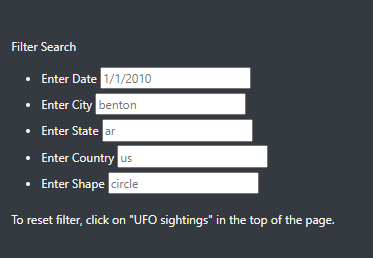 Filter Search
Enter Date 1/1/2010
Enter City benton
Enter State ar
Enter Country us
Enter Shape circle
To reset filter, click on "UFO sightings" in the top of the page.